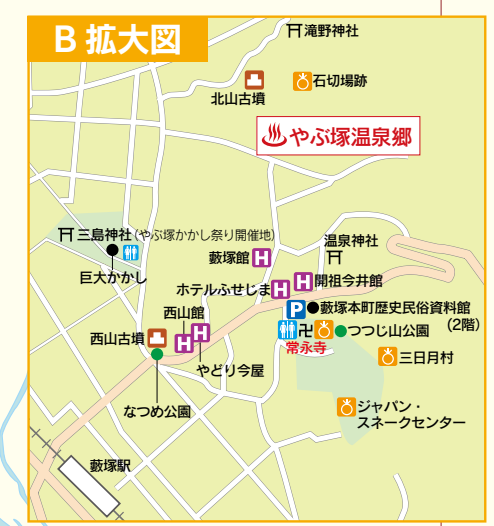 B 拡大図
滝野神社
石切場跡
北山古墳
やぶ塚温泉郷
三島神社(やぶ塚かかし祭り開催地)
温泉神社
藪塚館 H
巨大かかし
ホテルふせじま H
H 開祖今井館
西山館
P 藪塚本町歴史民俗資料館
(2階)
西山古墳
H H
卍 つつじ山公園
常永寺
三日月村
やどり今屋
なつめ公園
ジャパン・
スネークセンター
藪塚駅